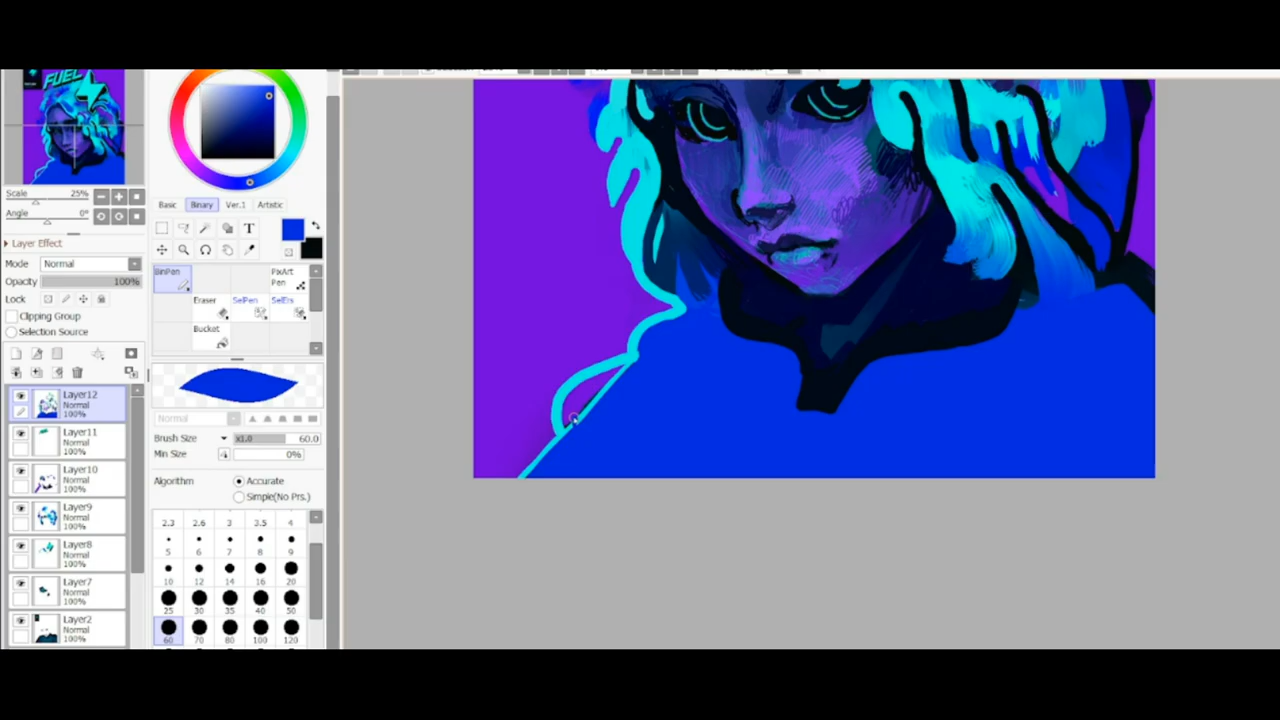 FUEL
Scale 25%
Angle 0°
Layer Effect
Mode Normal
Opacity 100%
Lock
Clipping Group
Selection Source
Layer12
Normal
100%
Layer11
Normal
100%
Layer10
Normal
100%
Layer9
Normal
100%
Layer8
Normal
100%
Layer7
Normal
100%
Layer2
Normal
100%
Basic Binary Ver.1 Artistic
T
BinPen PixArt Pen
Eraser SelPen SelErs
Bucket
Normal
Brush Size x1.0 60.0
Min Size 0%
Algorithm Accurate
Simple(No Prs.)
2.3 2.6 3 3.5 4
5 6 7 8 9
10 12 14 16 20
25 30 35 40 50
60 70 80 100 120